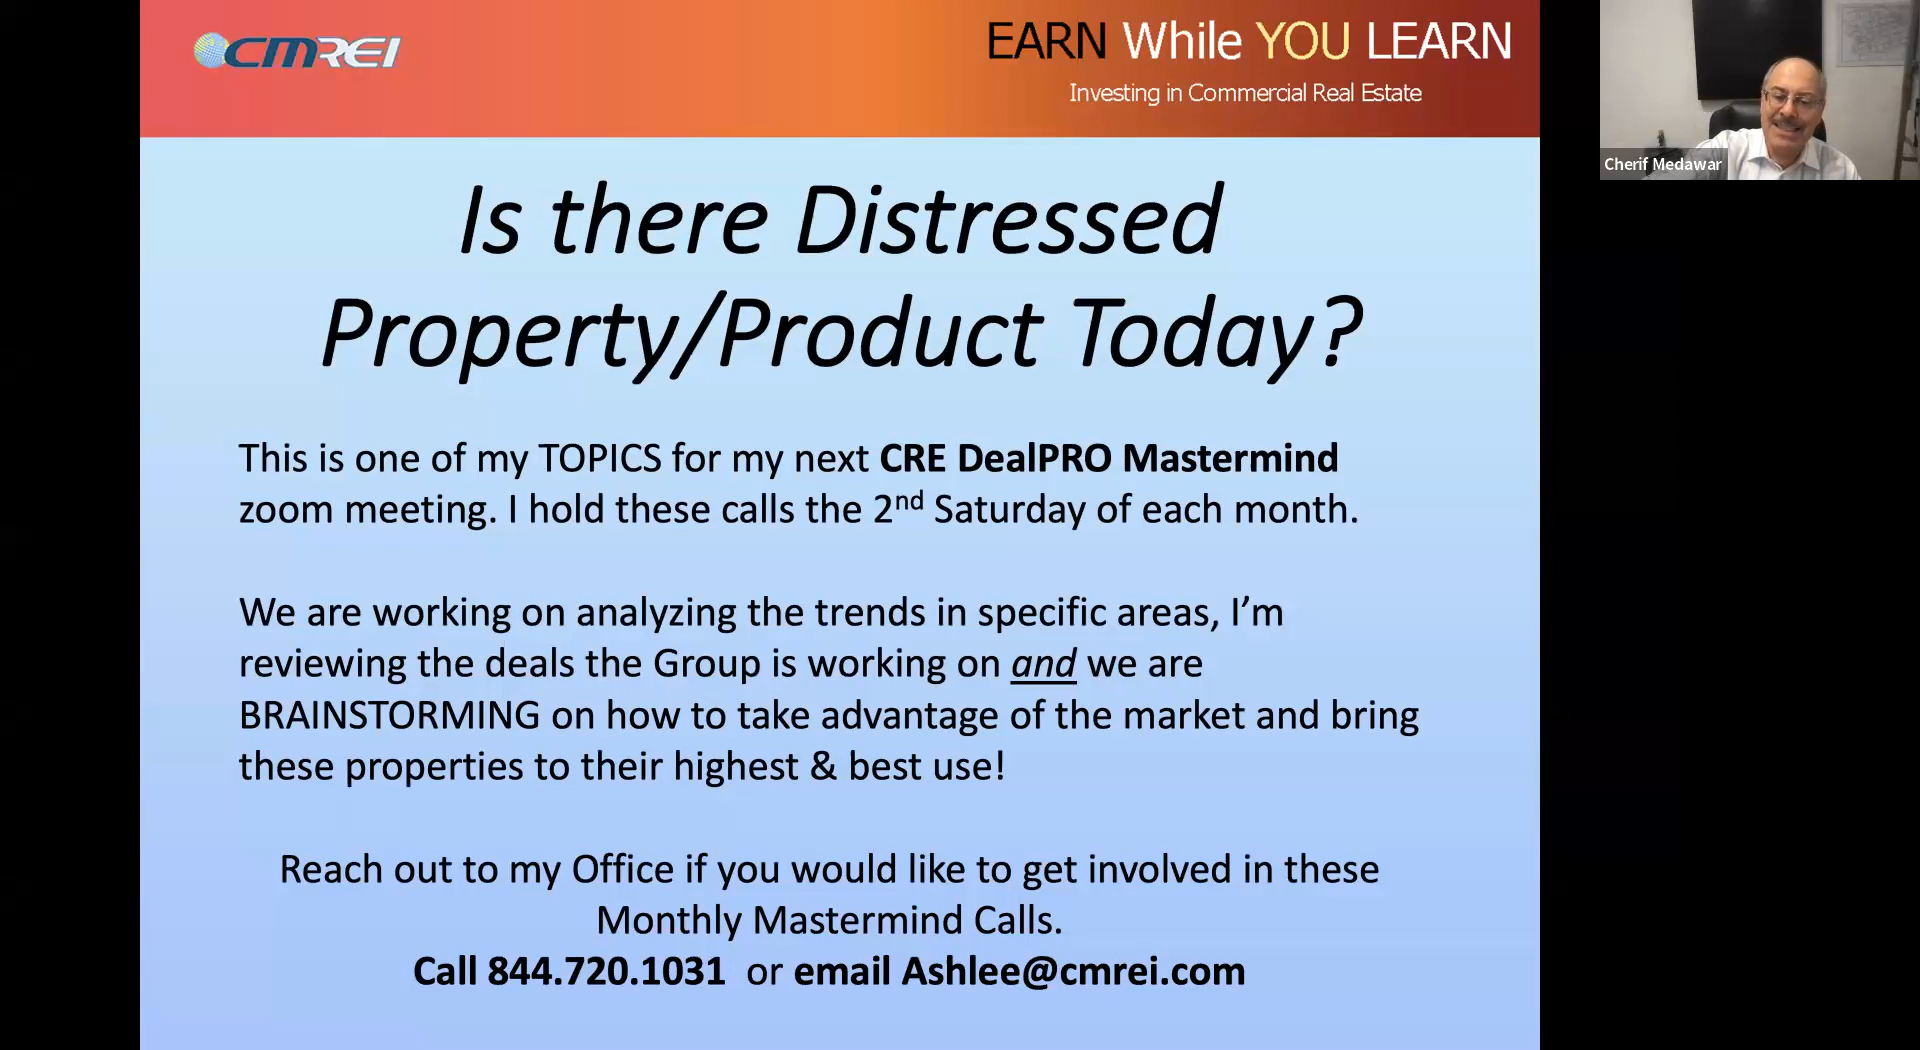 CMREI
EARN While YOU LEARN
Investing in Commercial Real Estate
Cherif Medawar
Is there Distressed
Property/Product Today?
This is one of my TOPICS for my next CRE DealPRO Mastermind
zoom meeting. I hold these calls the 2nd Saturday of each month.
We are working on analyzing the trends in specific areas, I’m
reviewing the deals the Group is working on and we are
BRAINSTORMING on how to take advantage of the market and bring
these properties to their highest & best use!
Reach out to my Office if you would like to get involved in these
Monthly Mastermind Calls.
Call 844.720.1031 or email Ashlee@cmrei.com